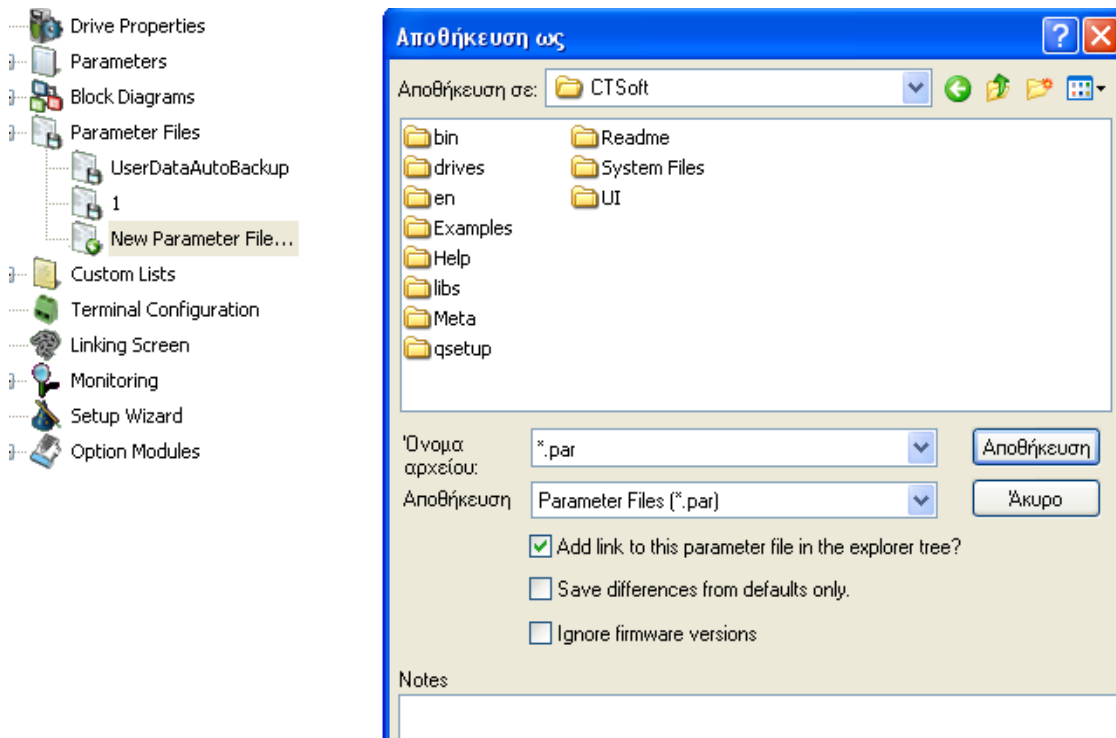 Drive Properties
Parameters
Block Diagrams
Parameter Files
UserDataAutoBackup
1
New Parameter File...
Custom Lists
Terminal Configuration
Linking Screen
Monitoring
Setup Wizard
Option Modules
Αποθήκευση ως
Αποθήκευση σε: CTSoft
bin Readme
drives System Files
en UI
Examples
Help
libs
Meta
qsetup
Όνομα
αρχείου: *.par Αποθήκευση
Αποθήκευση Parameter Files (*.par) Άκυρο
Add link to this parameter file in the explorer tree?
Save differences from defaults only.
Ignore firmware versions
Notes